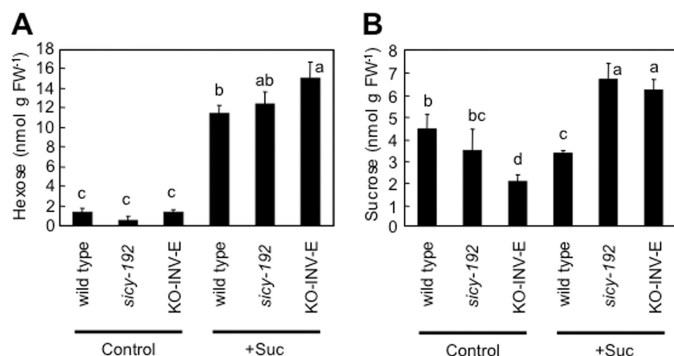 A
Hexose (nmol g FW-1)
18
16
14
12
10
8
6
4
2
0
c
c
c
b
ab
a
wild type
sicy-192
KO-INV-E
wild type
sicy-192
KO-INV-E
Control
+Suc
B
Sucrose (nmol g FW-1)
8
7
6
5
4
3
2
1
0
b
bc
d
c
a
a
wild type
sicy-192
KO-INV-E
wild type
sicy-192
KO-INV-E
Control
+Suc